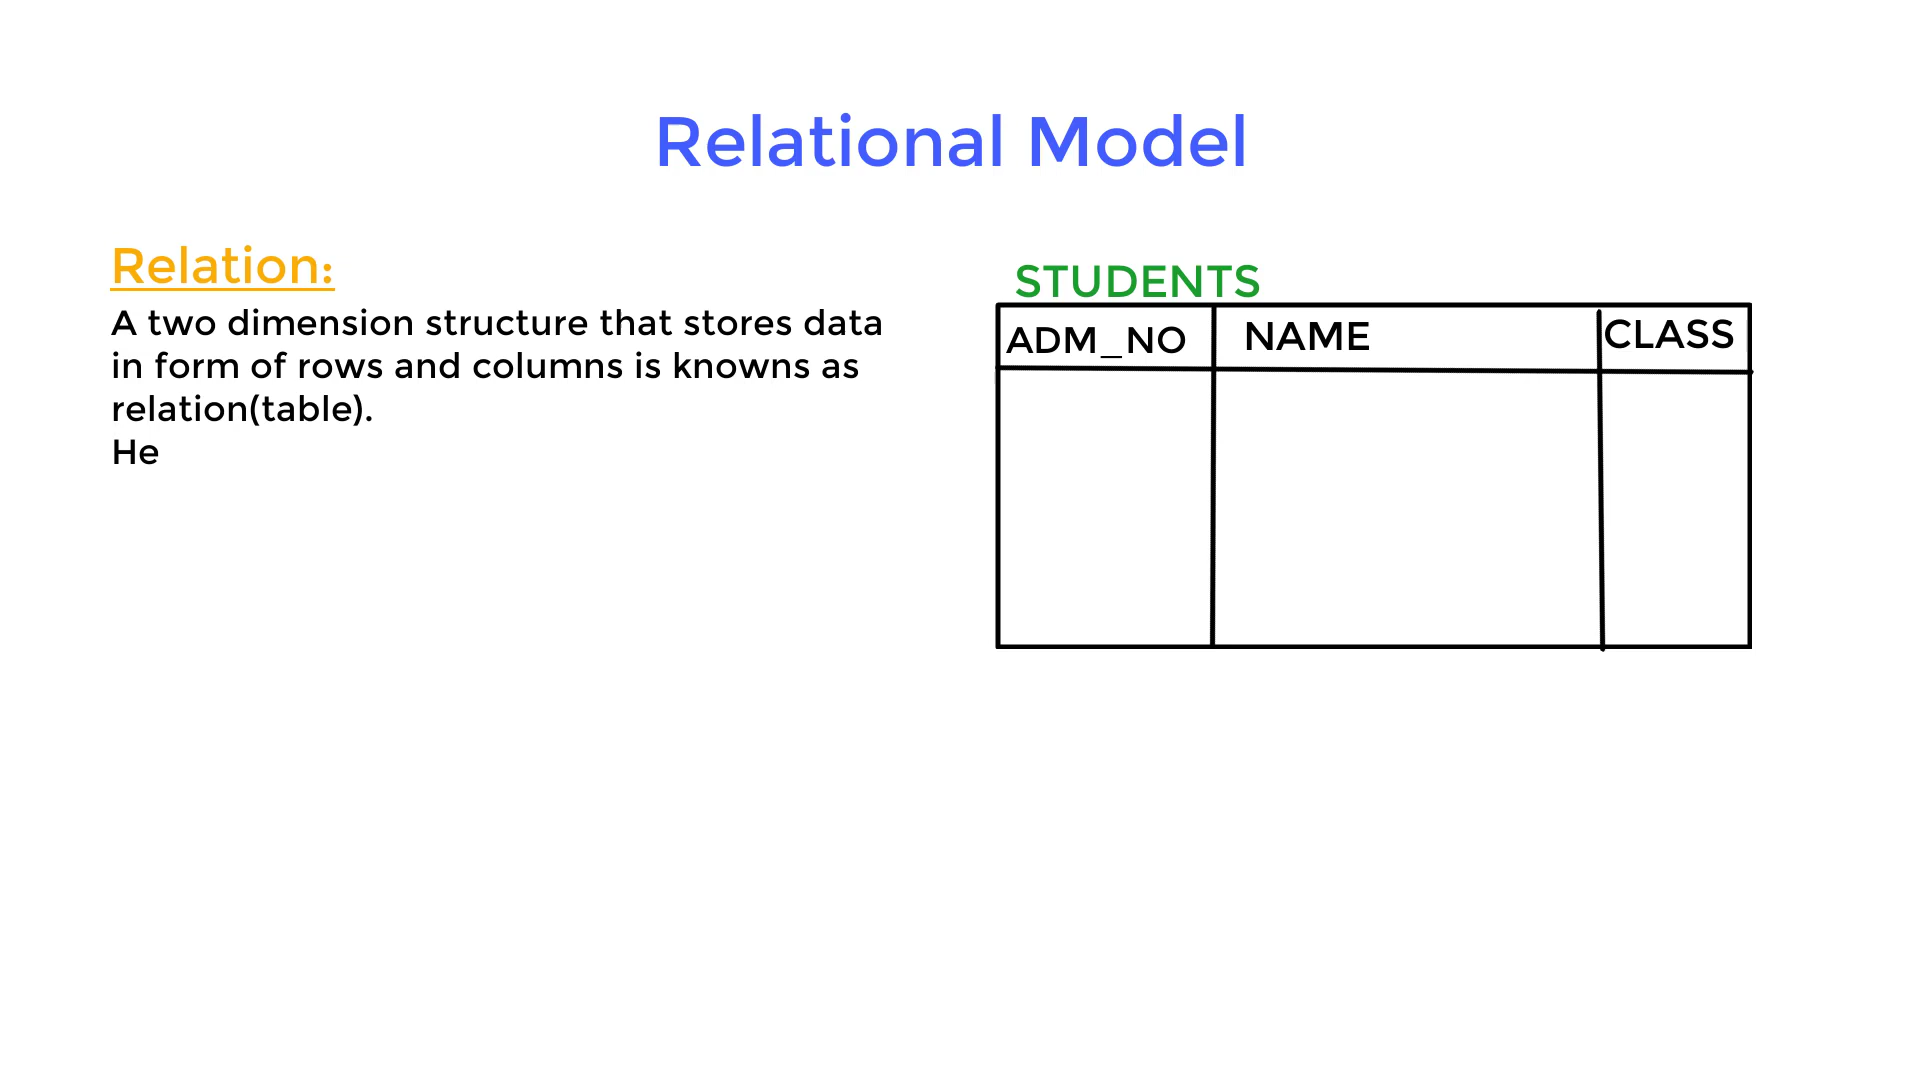 Relational Model
Relation:
A two dimension structure that stores data
in form of rows and columns is knowns as
relation(table).
He
STUDENTS
ADM_NO NAME CLASS